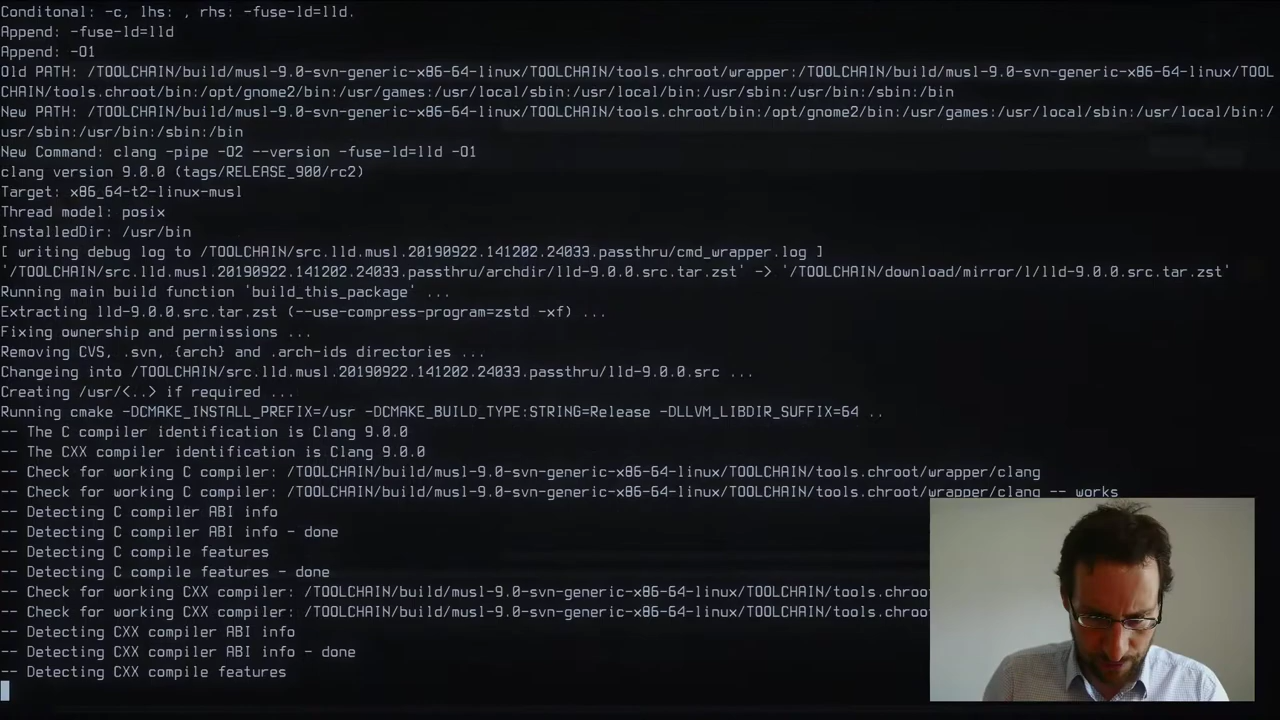 Conditonal: -c, lhs: , rhs: -fuse-ld=lld.
Append: -fuse-ld=lld
Append: -O1
Old PATH: /TOOLCHAIN/build/musl-9.0-svn-generic-x86-64-linux/TOOLCHAIN/tools.chroot/wrapper:/TOOLCHAIN/build/musl-9.0-svn-generic-x86-64-linux/TOOL
CHAIN/tools.chroot/bin:/opt/gnome2/bin:/usr/games:/usr/local/sbin:/usr/local/bin:/usr/sbin:/usr/bin:/sbin:/bin
New PATH: /TOOLCHAIN/build/musl-9.0-svn-generic-x86-64-linux/TOOLCHAIN/tools.chroot/bin:/opt/gnome2/bin:/usr/games:/usr/local/sbin:/usr/local/bin:/
usr/sbin:/usr/bin:/sbin:/bin
New Command: clang -pipe -O2 --version -fuse-ld=lld -O1
clang version 9.0.0 (tags/RELEASE_900/rc2)
Target: x86_64-t2-linux-musl
Thread model: posix
InstalledDir: /usr/bin
[ writing debug log to /TOOLCHAIN/src.lld.musl.20190922.141202.24033.passthru/cmd_wrapper.log ]
'/TOOLCHAIN/src.lld.musl.20190922.141202.24033.passthru/archdir/lld-9.0.0.src.tar.zst' -> '/TOOLCHAIN/download/mirror/l/lld-9.0.0.src.tar.zst'
Running main build function 'build_this_package' ...
Extracting lld-9.0.0.src.tar.zst (--use-compress-program=zstd -xf) ...
Fixing ownership and permissions ...
Removing CVS, .svn, {arch} and .arch-ids directories ...
Changeing into /TOOLCHAIN/src.lld.musl.20190922.141202.24033.passthru/lld-9.0.0.src ...
Creating /usr/<..> if required ...
Running cmake -DCMAKE_INSTALL_PREFIX=/usr -DCMAKE_BUILD_TYPE:STRING=Release -DLLVM_LIBDIR_SUFFIX=64 ..
-- The C compiler identification is Clang 9.0.0
-- The CXX compiler identification is Clang 9.0.0
-- Check for working C compiler: /TOOLCHAIN/build/musl-9.0-svn-generic-x86-64-linux/TOOLCHAIN/tools.chroot/wrapper/clang
-- Check for working C compiler: /TOOLCHAIN/build/musl-9.0-svn-generic-x86-64-linux/TOOLCHAIN/tools.chroot/wrapper/clang -- works
-- Detecting C compiler ABI info
-- Detecting C compiler ABI info - done
-- Detecting C compile features
-- Detecting C compile features - done
-- Check for working CXX compiler: /TOOLCHAIN/build/musl-9.0-svn-generic-x86-64-linux/TOOLCHAIN/tools.chroo
-- Check for working CXX compiler: /TOOLCHAIN/build/musl-9.0-svn-generic-x86-64-linux/TOOLCHAIN/tools.chroo
-- Detecting CXX compiler ABI info
-- Detecting CXX compiler ABI info - done
-- Detecting CXX compile features